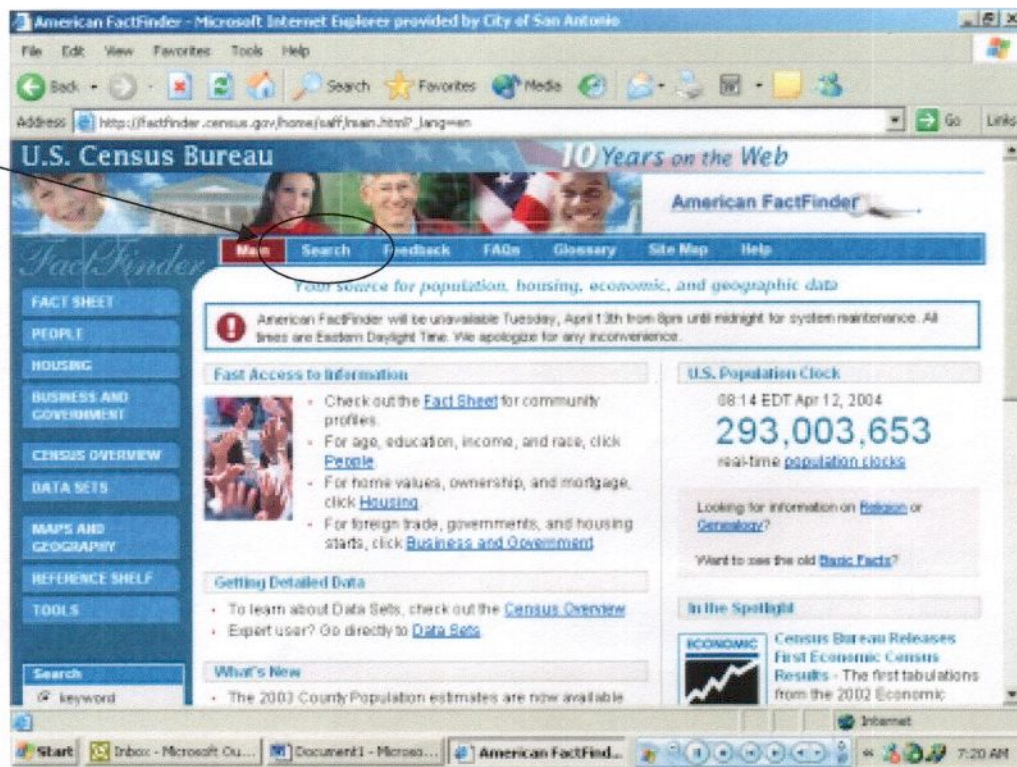 American FactFinder - Microsoft Internet Explorer provided by City of San Antonio
File Edit View Favorites Tools Help
Back Search Favorites Media
Address http://factfinder.census.gov/home/saff/main.html?_lang=en Go Links
U.S. Census Bureau
10 Years on the Web
American FactFinder
FactFinder
Main Search Feedback FAQs Glossary Site Map Help
Your source for population, housing, economic, and geographic data
American FactFinder will be unavailable Tuesday, April 13th from 8pm until midnight for system maintenance. All
times are Eastern Daylight Time. We apologize for any inconvenience.
FACT SHEET
PEOPLE
HOUSING
BUSINESS AND
GOVERNMENT
CENSUS OVERVIEW
DATA SETS
MAPS AND
GEOGRAPHY
REFERENCE SHELF
TOOLS
Search
keyword
Fast Access to Information
Check out the Fact Sheet for community
profiles.
For age, education, income, and race, click
People.
For home values, ownership, and mortgage,
click Housing.
For foreign trade, governments, and housing
starts, click Business and Government.
Getting Detailed Data
To learn about Data Sets, check out the Census Overview
Expert user? Go directly to Data Sets
What's New
The 2003 County Population estimates are now available
U.S. Population Clock
08:14 EDT Apr 12, 2004
293,003,653
real-time population clocks
Looking for information on Religion or
Genealogy?
Want to see the old Basic Facts?
In the Spotlight
ECONOMIC
Census Bureau Releases
First Economic Census
Results - The first tabulations
from the 2002 Economic
Internet
Start Inbox - Microsoft Ou... Document1 - Microso... American FactFind... 7:20 AM